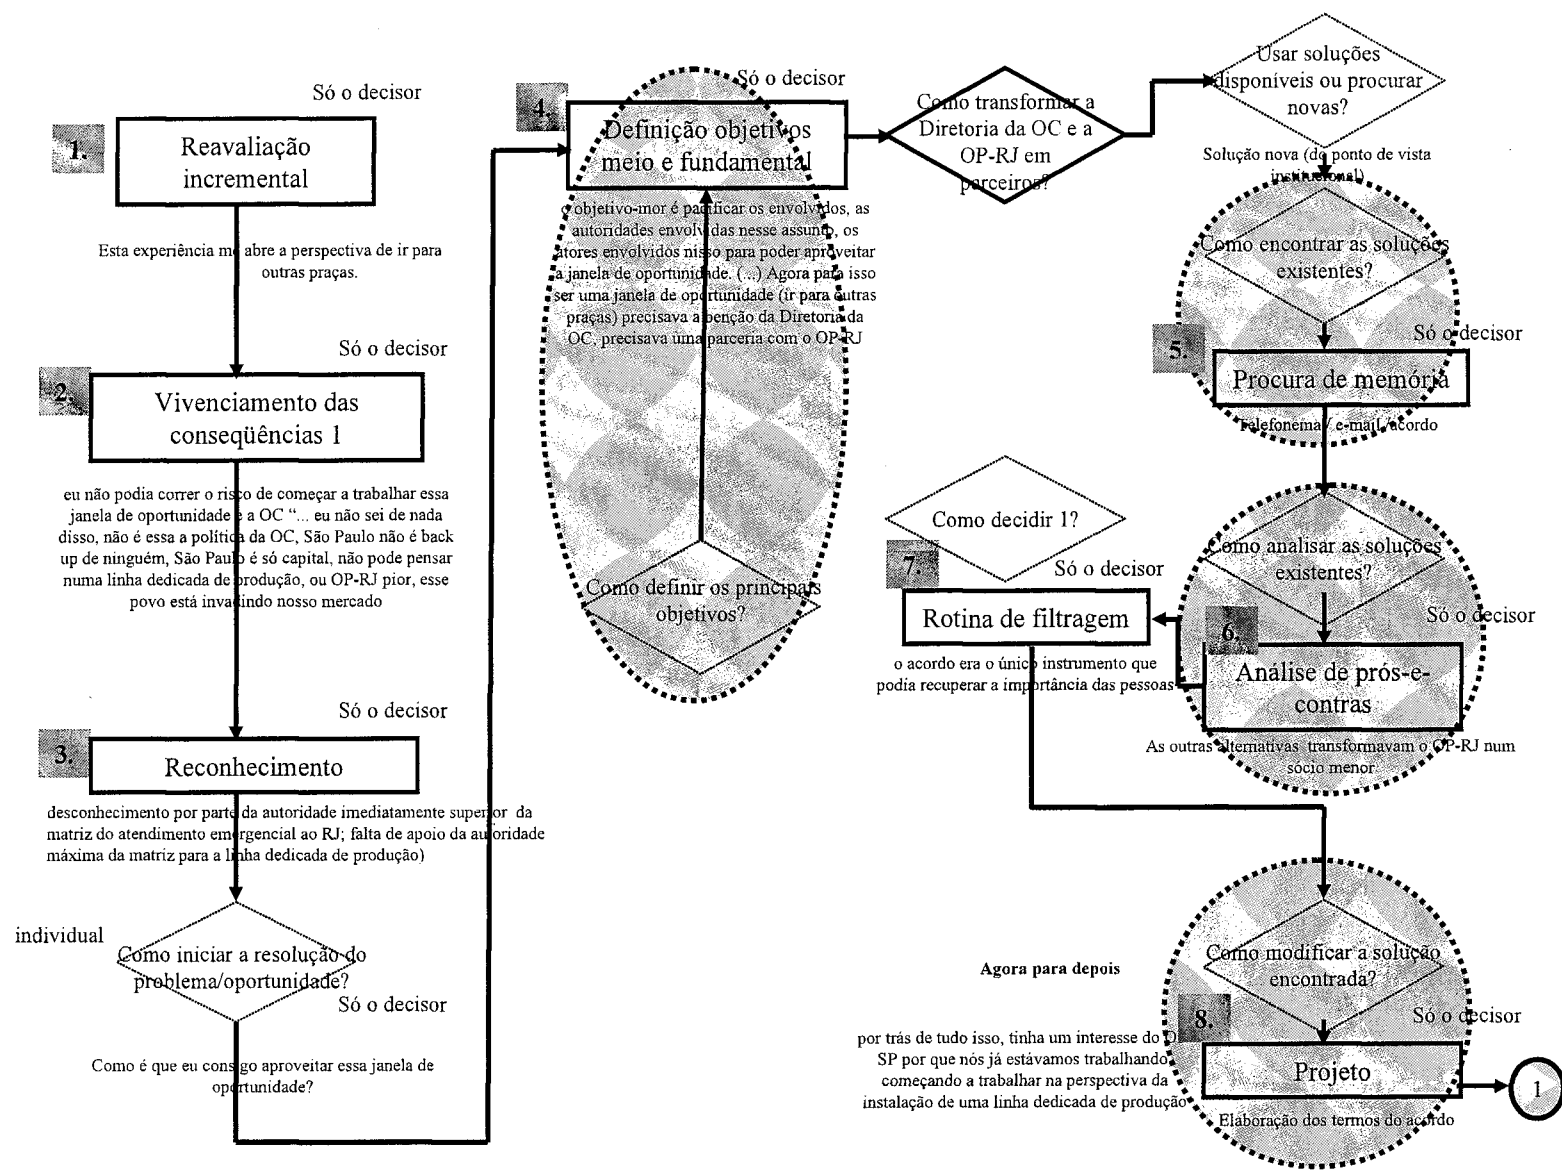 Só o decisor
1.
Reavaliação
incremental
Esta experiência me abre a perspectiva de ir para
outras praças.
Só o decisor
2.
Vivenciamento das
conseqüências 1
eu não podia correr o risco de começar a trabalhar essa
janela de oportunidade e a OC “... eu não sei de nada
disso, não é essa a política da OC, São Paulo não é back
up de ninguém, São Paulo é só capital, não pode pensar
numa linha dedicada de produção, ou OP-RJ pior, esse
povo está invadindo nosso mercado
Só o decisor
3.
Reconhecimento
desconhecimento por parte da autoridade imediatamente superior da
matriz do atendimento emergencial ao RJ; falta de apoio da autoridade
máxima da matriz para a linha dedicada de produção)
individual
Como iniciar a resolução do
problema/oportunidade?
Só o decisor
Como é que eu consigo aproveitar essa janela de
oportunidade?
Só o decisor
4.
Definição objetivos
meio e fundamental
o objetivo-mor é pacificar os envolvidos, as
autoridades envolvidas nesse assunto, os
atores envolvidos nisso para poder aproveitar
a janela de oportunidade. (...) Agora para isso
ser uma janela de oportunidade (ir para outras
praças) precisava a benção da Diretoria da
OC, precisava uma parceria com o OP-RJ
Como definir os principais
objetivos?
Como transformar a
Diretoria da OC e a
OP-RJ em
parceiros?
Usar soluções
disponíveis ou procurar
novas?
Solução nova (do ponto de vista
institucional)
Como encontrar as soluções
existentes?
Só o decisor
5.
Procura de memória
Telefonema / e-mail /acordo
Como analisar as soluções
existentes?
Só o decisor
6.
Análise de prós-e-
contras
As outras alternativas transformavam o OP-RJ num
sócio menor
Como decidir 1?
7.
Só o decisor
Rotina de filtragem
o acordo era o único instrumento que
podia recuperar a importância das pessoas
Como modificar a solução
encontrada?
Agora para depois
8.
Só o decisor
por trás de tudo isso, tinha um interesse do
SP por que nós já estávamos trabalhando
começando a trabalhar na perspectiva da
instalação de uma linha dedicada de produção
Projeto
1
Elaboração dos termos do acordo